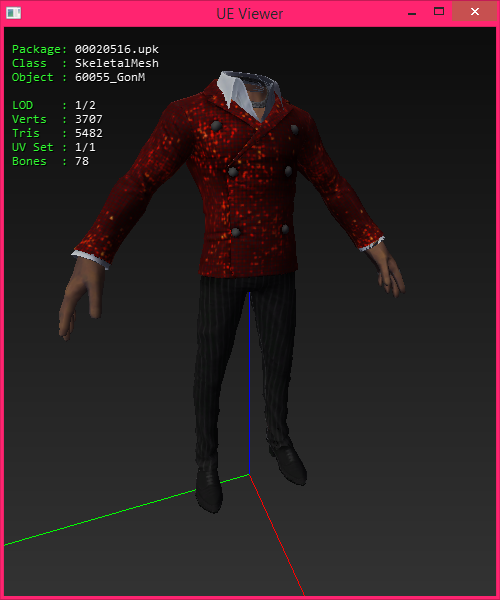 UE Viewer
Package: 00020516.upk
Class : SkeletalMesh
Object : 60055_GonM
LOD : 1/2
Verts : 3707
Tris : 5482
UV Set : 1/1
Bones : 78